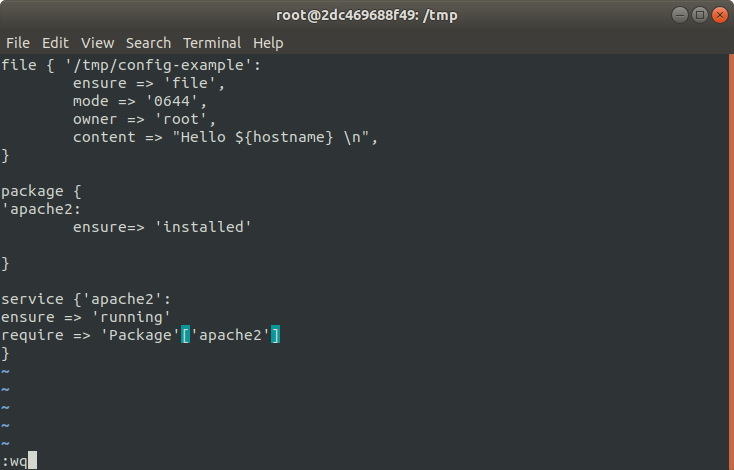 root@2dc469688f49: /tmp
File Edit View Search Terminal Help
file { '/tmp/config-example':
        ensure => 'file',
        mode => '0644',
        owner => 'root',
        content => "Hello ${hostname} \n",
}
package {
'apache2:
        ensure=> 'installed'
}
service {'apache2':
ensure => 'running'
require => 'Package'['apache2']
}
~
~
~
~
~
:wq